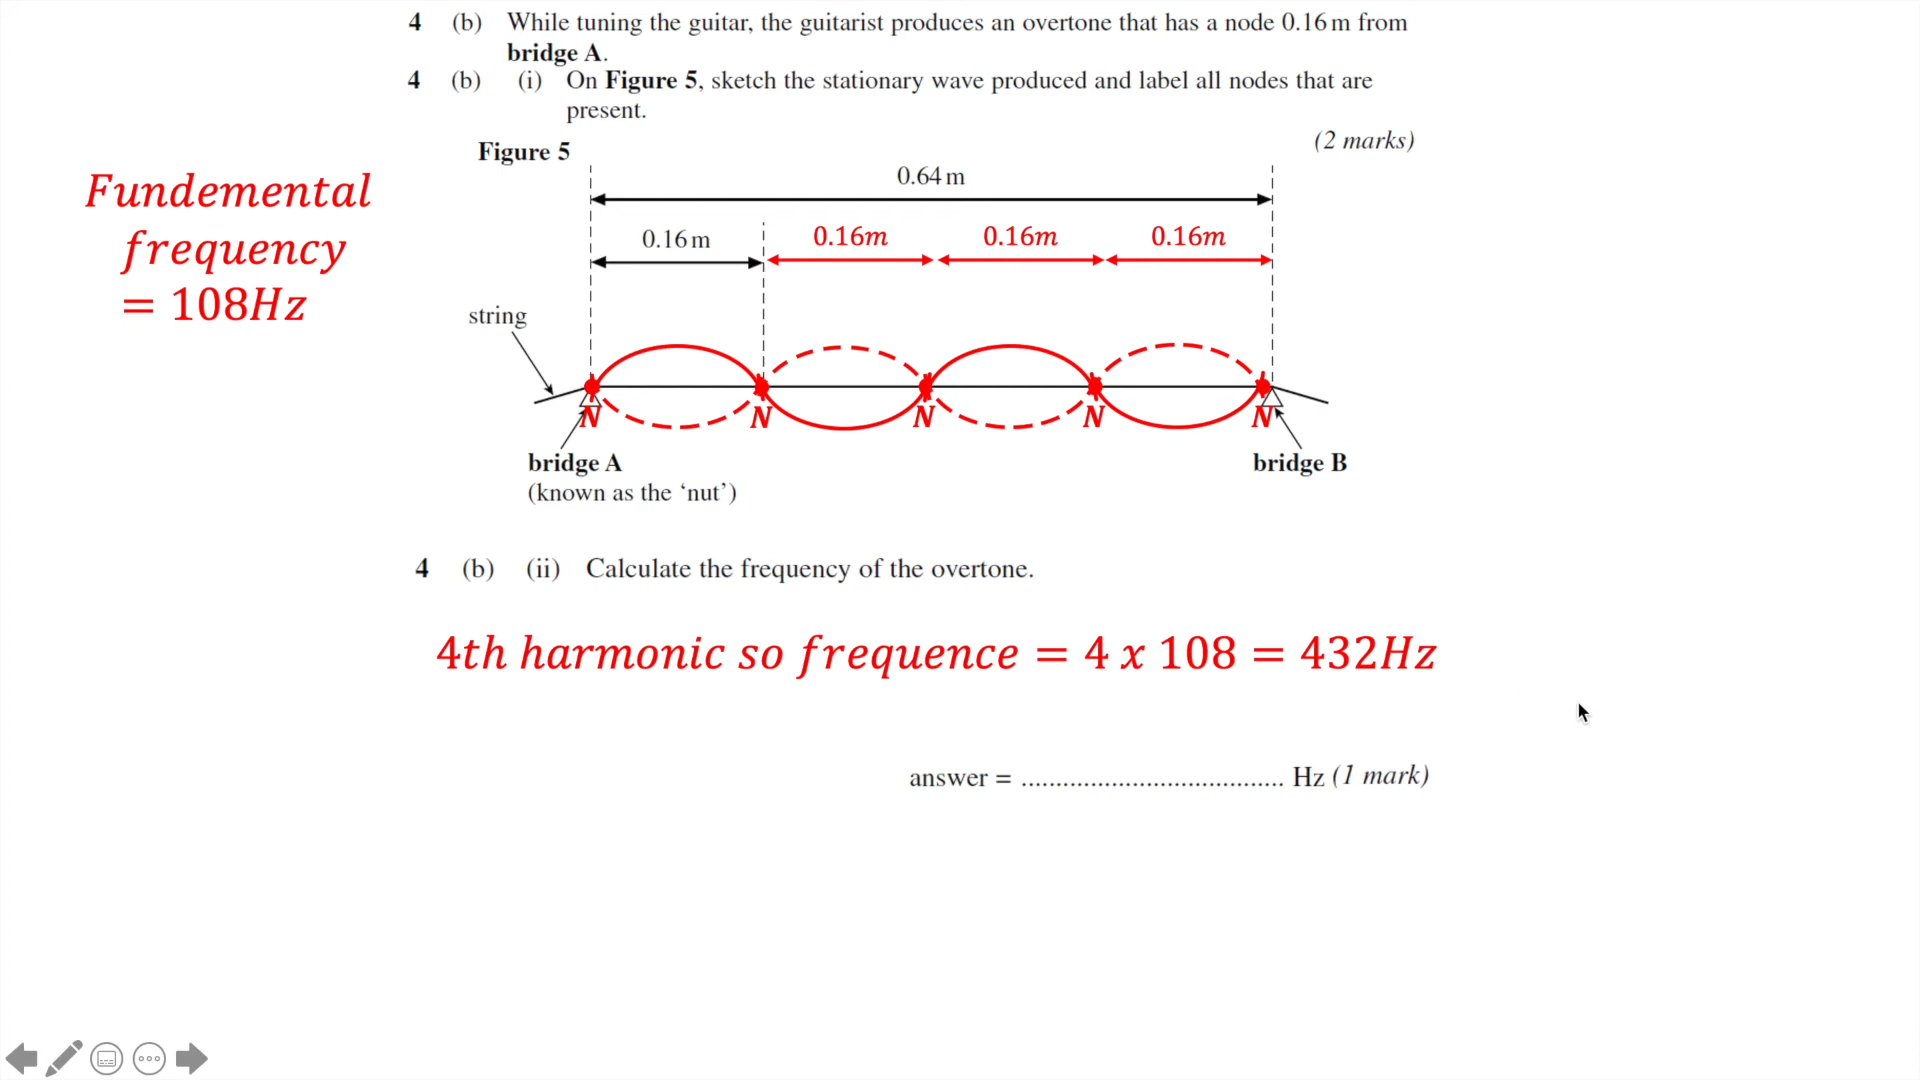 4 (b) While tuning the guitar, the guitarist produces an overtone that has a node 0.16 m from
bridge A.
4 (b) (i) On Figure 5, sketch the stationary wave produced and label all nodes that are
present.
(2 marks)
Figure 5
Fundemental
frequency
= 108Hz
0.64 m
0.16 m 0.16m 0.16m 0.16m
string
N N N N N
bridge A bridge B
(known as the ‘nut’)
4 (b) (ii) Calculate the frequency of the overtone.
4th harmonic so frequence = 4 x 108 = 432Hz
answer = ..................................... Hz (1 mark)